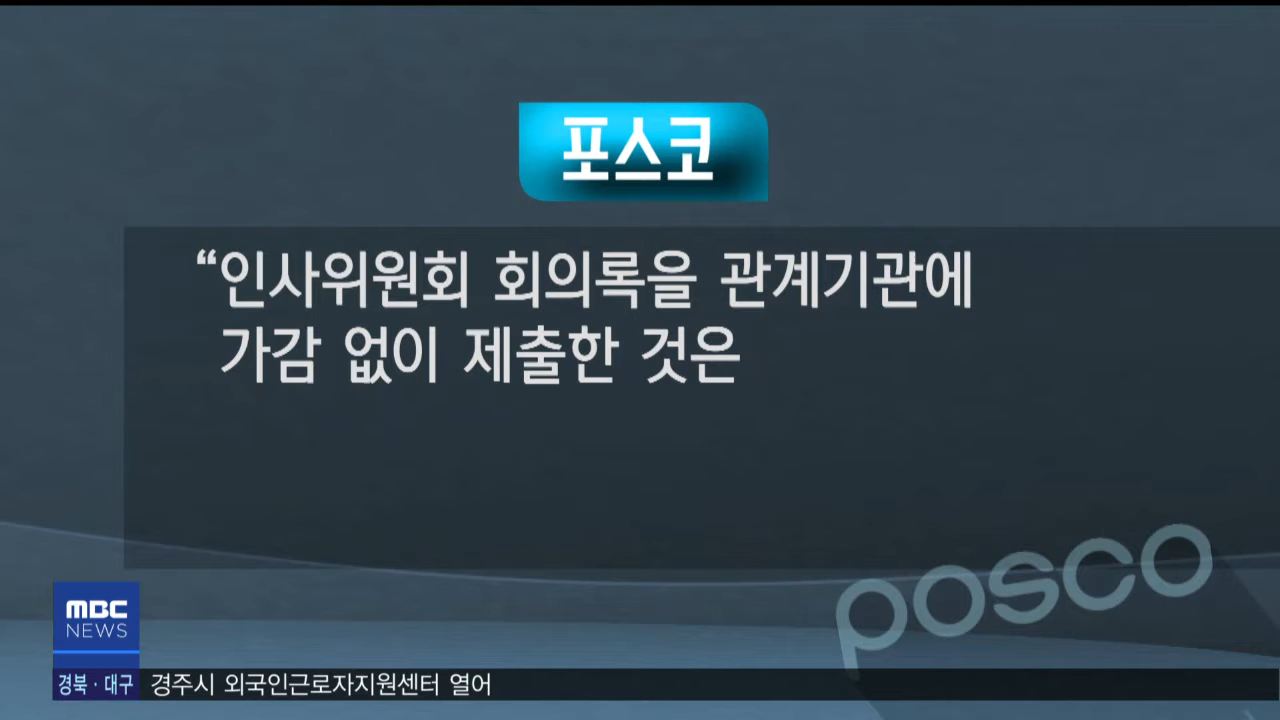 포스코
“인사위원회 회의록을 관계기관에
가감 없이 제출한 것은
posco
MBC
NEWS
경북·대구 경주시 외국인근로자지원센터 열어